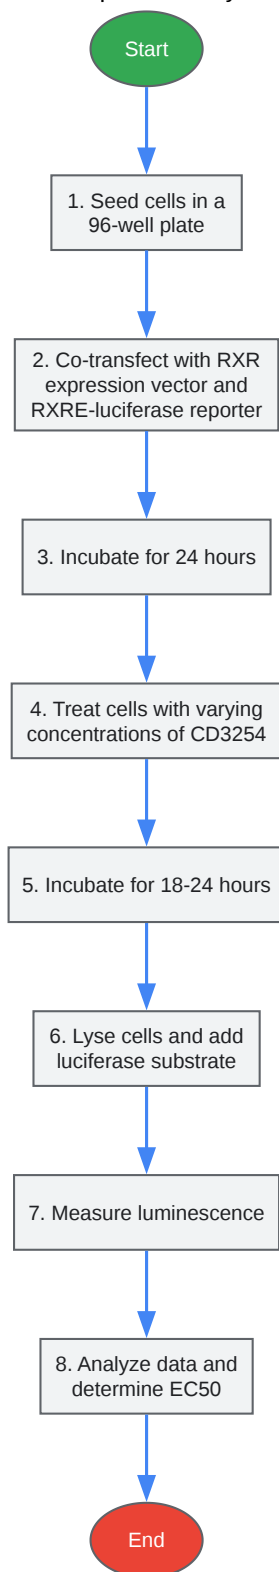 Start
1. Seed cells in a
96-well plate
2. Co-transfect with RXR
expression vector and
RXRE-luciferase reporter
3. Incubate for 24 hours
4. Treat cells with varying
concentrations of CD3254
5. Incubate for 18-24 hours
6. Lyse cells and add
luciferase substrate
7. Measure luminescence
8. Analyze data and
determine EC50
End